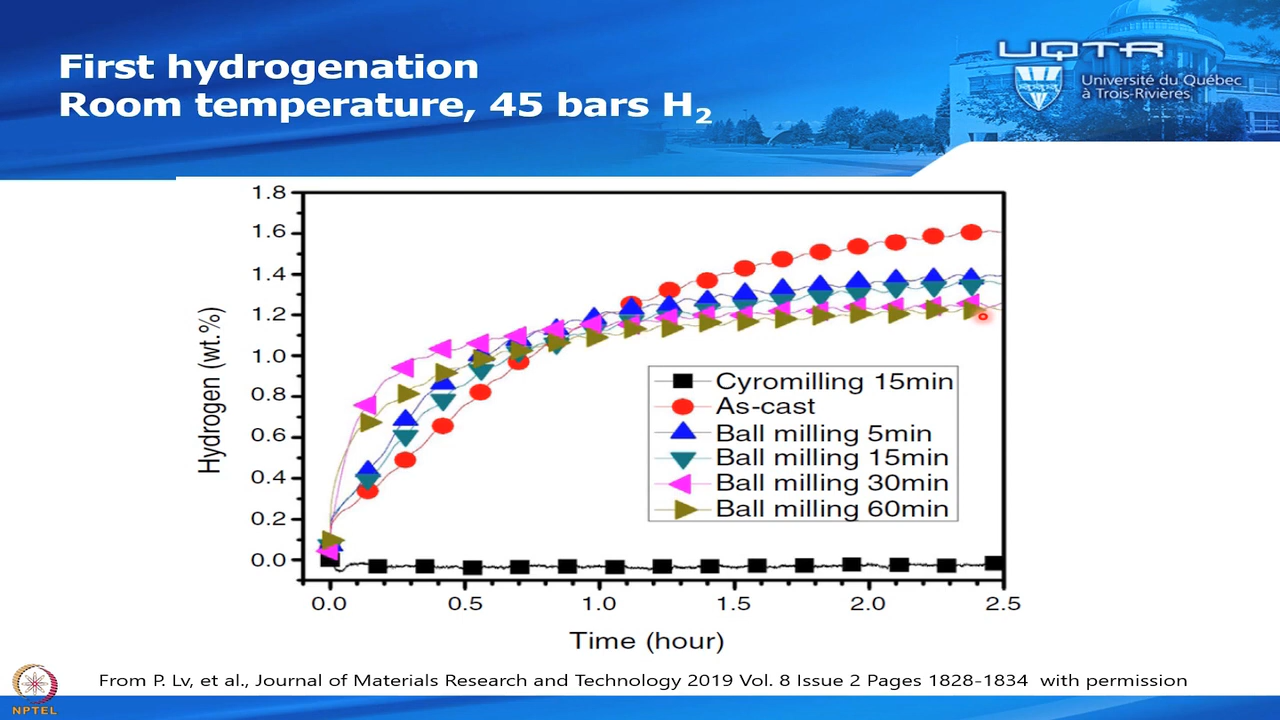 First hydrogenation
Room temperature, 45 bars H₂
UQTR
Université du Québec
à Trois-Rivières
Hydrogen (wt.%)
1.8
1.6
1.4
1.2
1.0
0.8
0.6
0.4
0.2
0.0
Cyromilling 15min
As-cast
Ball milling 5min
Ball milling 15min
Ball milling 30min
Ball milling 60min
0.0 0.5 1.0 1.5 2.0 2.5
Time (hour)
From P. Lv, et al., Journal of Materials Research and Technology 2019 Vol. 8 Issue 2 Pages 1828-1834 with permission
NPTEL